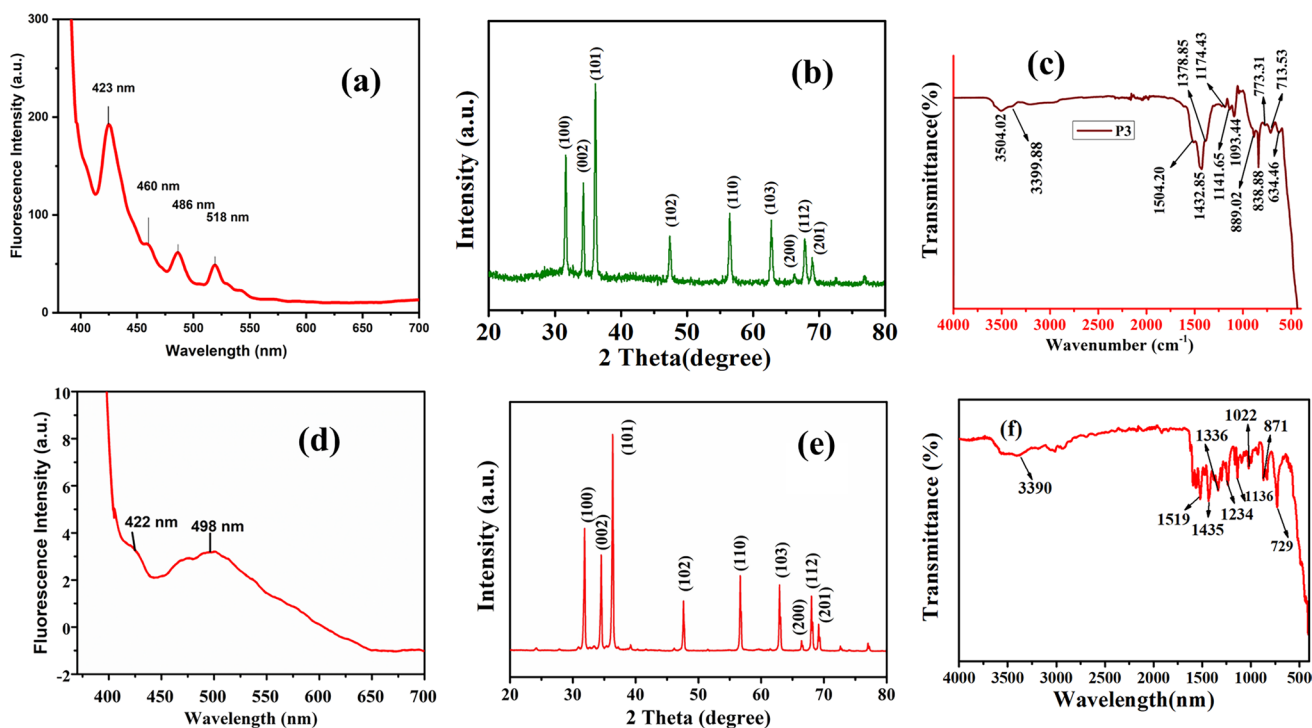 (a)
Fluorescence Intensity (a.u.)
300
200
100
0
423 nm
460 nm
486 nm
518 nm
400 450 500 550 600 650 700
Wavelength (nm)
(b)
Intensity (a.u.)
(100)
(002)
(101)
(102)
(110)
(103)
(200)
(112)
(201)
20 30 40 50 60 70 80
2 Theta(degree)
(c)
Transmittance(%)
P3
3504.02
3399.88
1504.20
1432.85
1378.85
1174.43
1141.65
1093.44
889.02
838.88
773.31
713.53
634.46
4000 3500 3000 2500 2000 1500 1000 500
Wavenumber (cm-1)
(d)
Fluorescence Intensity (a.u.)
10
8
6
4
2
0
-2
422 nm
498 nm
400 450 500 550 600 650 700
Wavelength (nm)
(e)
Intensity (a.u.)
(100)
(002)
(101)
(102)
(110)
(103)
(200)
(112)
(201)
20 30 40 50 60 70 80
2 Theta (degree)
(f)
Transmittance (%)
3390
1519
1435
1336
1234
1022
1136
871
729
4000 3500 3000 2500 2000 1500 1000 500
Wavelength(nm)